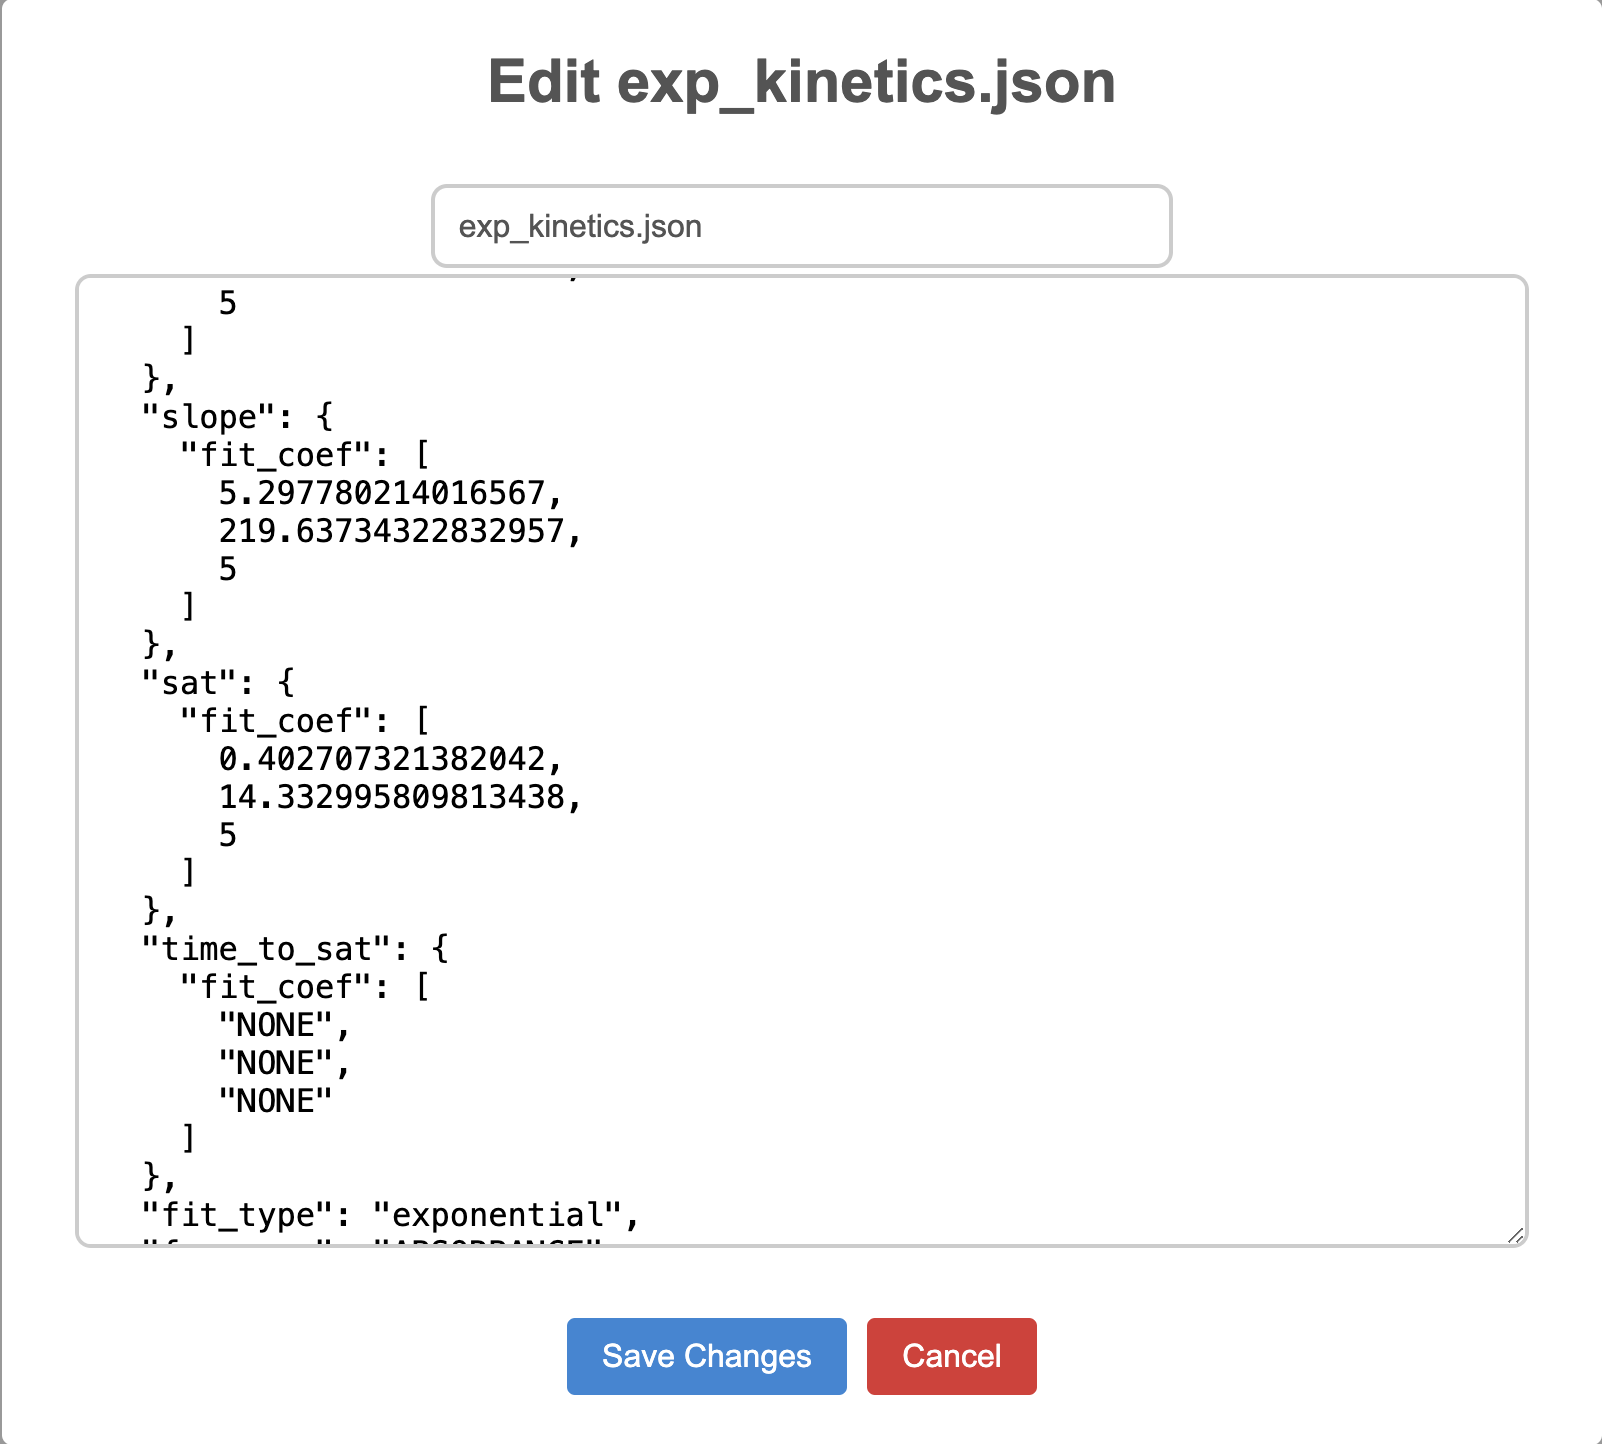 Edit exp_kinetics.json
exp_kinetics.json
      5
    ]
  },
  "slope": {
    "fit_coef": [
      5.297780214016567,
      219.63734322832957,
      5
    ]
  },
  "sat": {
    "fit_coef": [
      0.402707321382042,
      14.332995809813438,
      5
    ]
  },
  "time_to_sat": {
    "fit_coef": [
      "NONE",
      "NONE",
      "NONE"
    ]
  },
  "fit_type": "exponential",
Save Changes Cancel